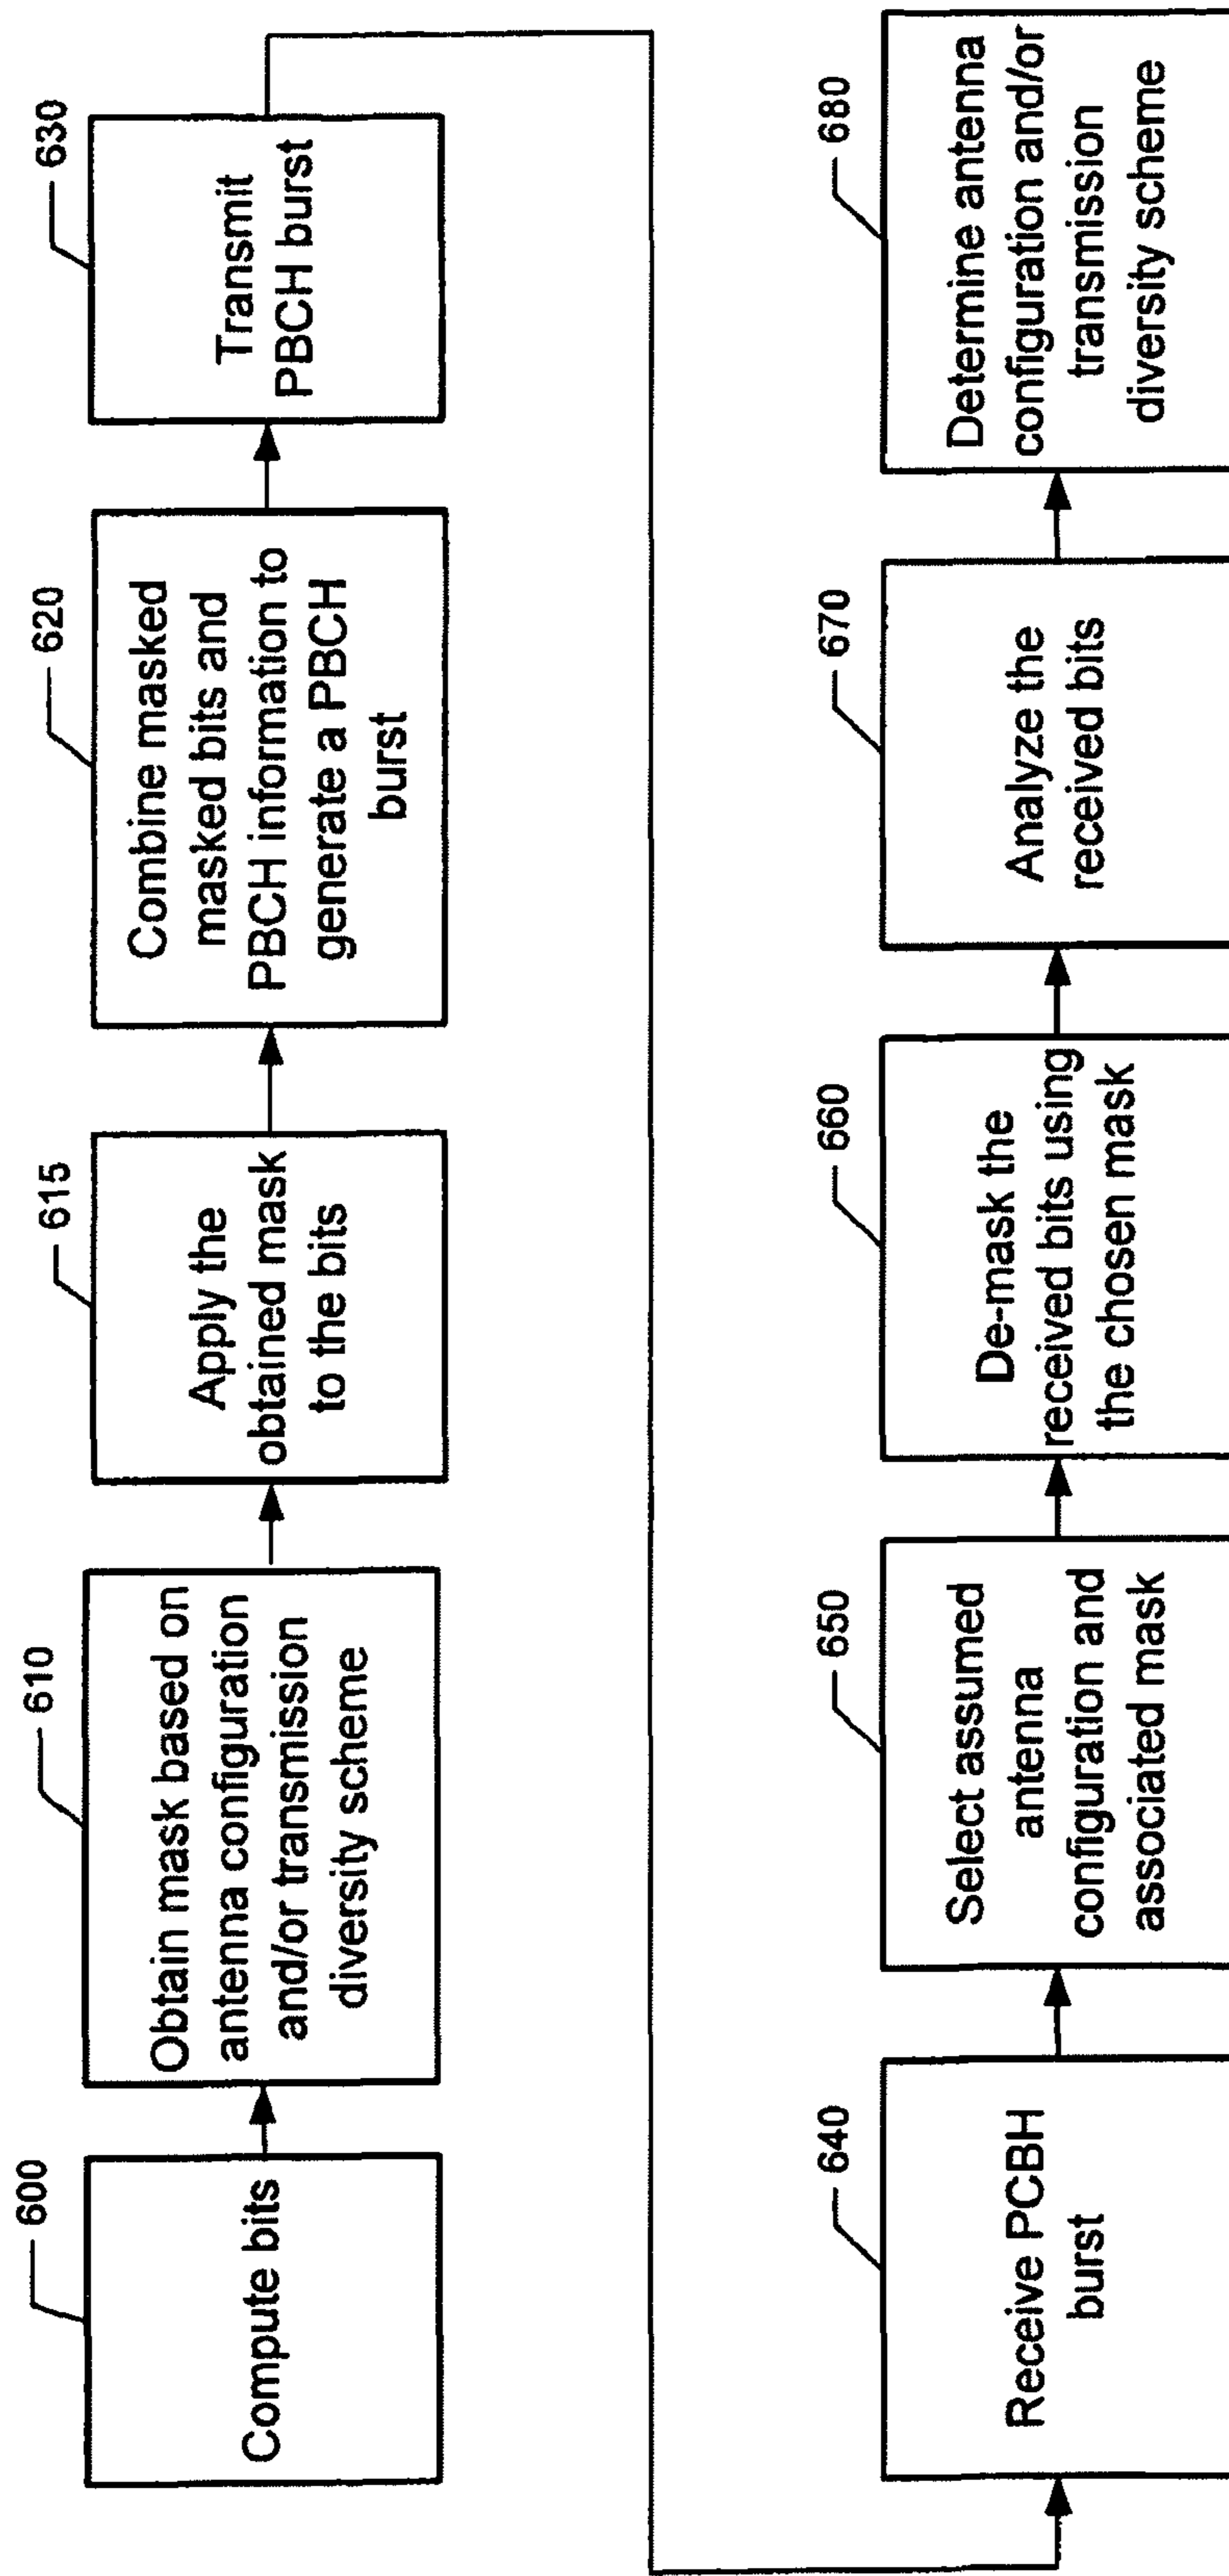 600
Compute bits
610
Obtain mask based on
antenna configuration
and/or transmission
diversity scheme
615
Apply the
obtained mask
to the bits
620
Combine masked
masked bits and
PBCH information to
generate a PBCH
burst
630
Transmit
PBCH burst
640
Receive PCBH
burst
650
Select assumed
antenna
configuration and
associated mask
660
De-mask the
received bits using
the chosen mask
670
Analyze the
received bits
680
Determine antenna
configuration and/or
transmission
diversity scheme